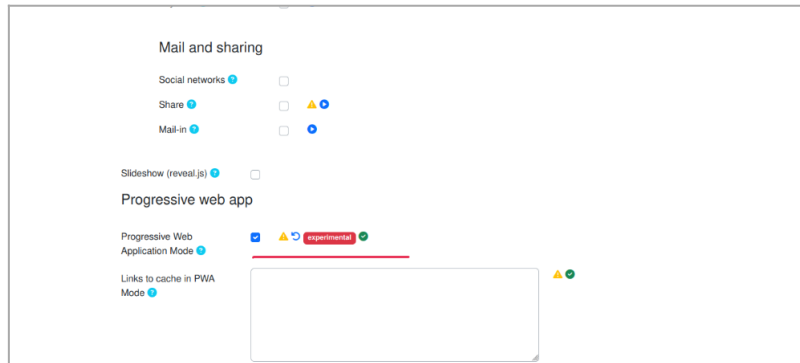 Mail and sharing
Social networks
Share
Mail-in
Slideshow (reveal.js)
Progressive web app
Progressive Web
Application Mode
experimental
Links to cache in PWA
Mode